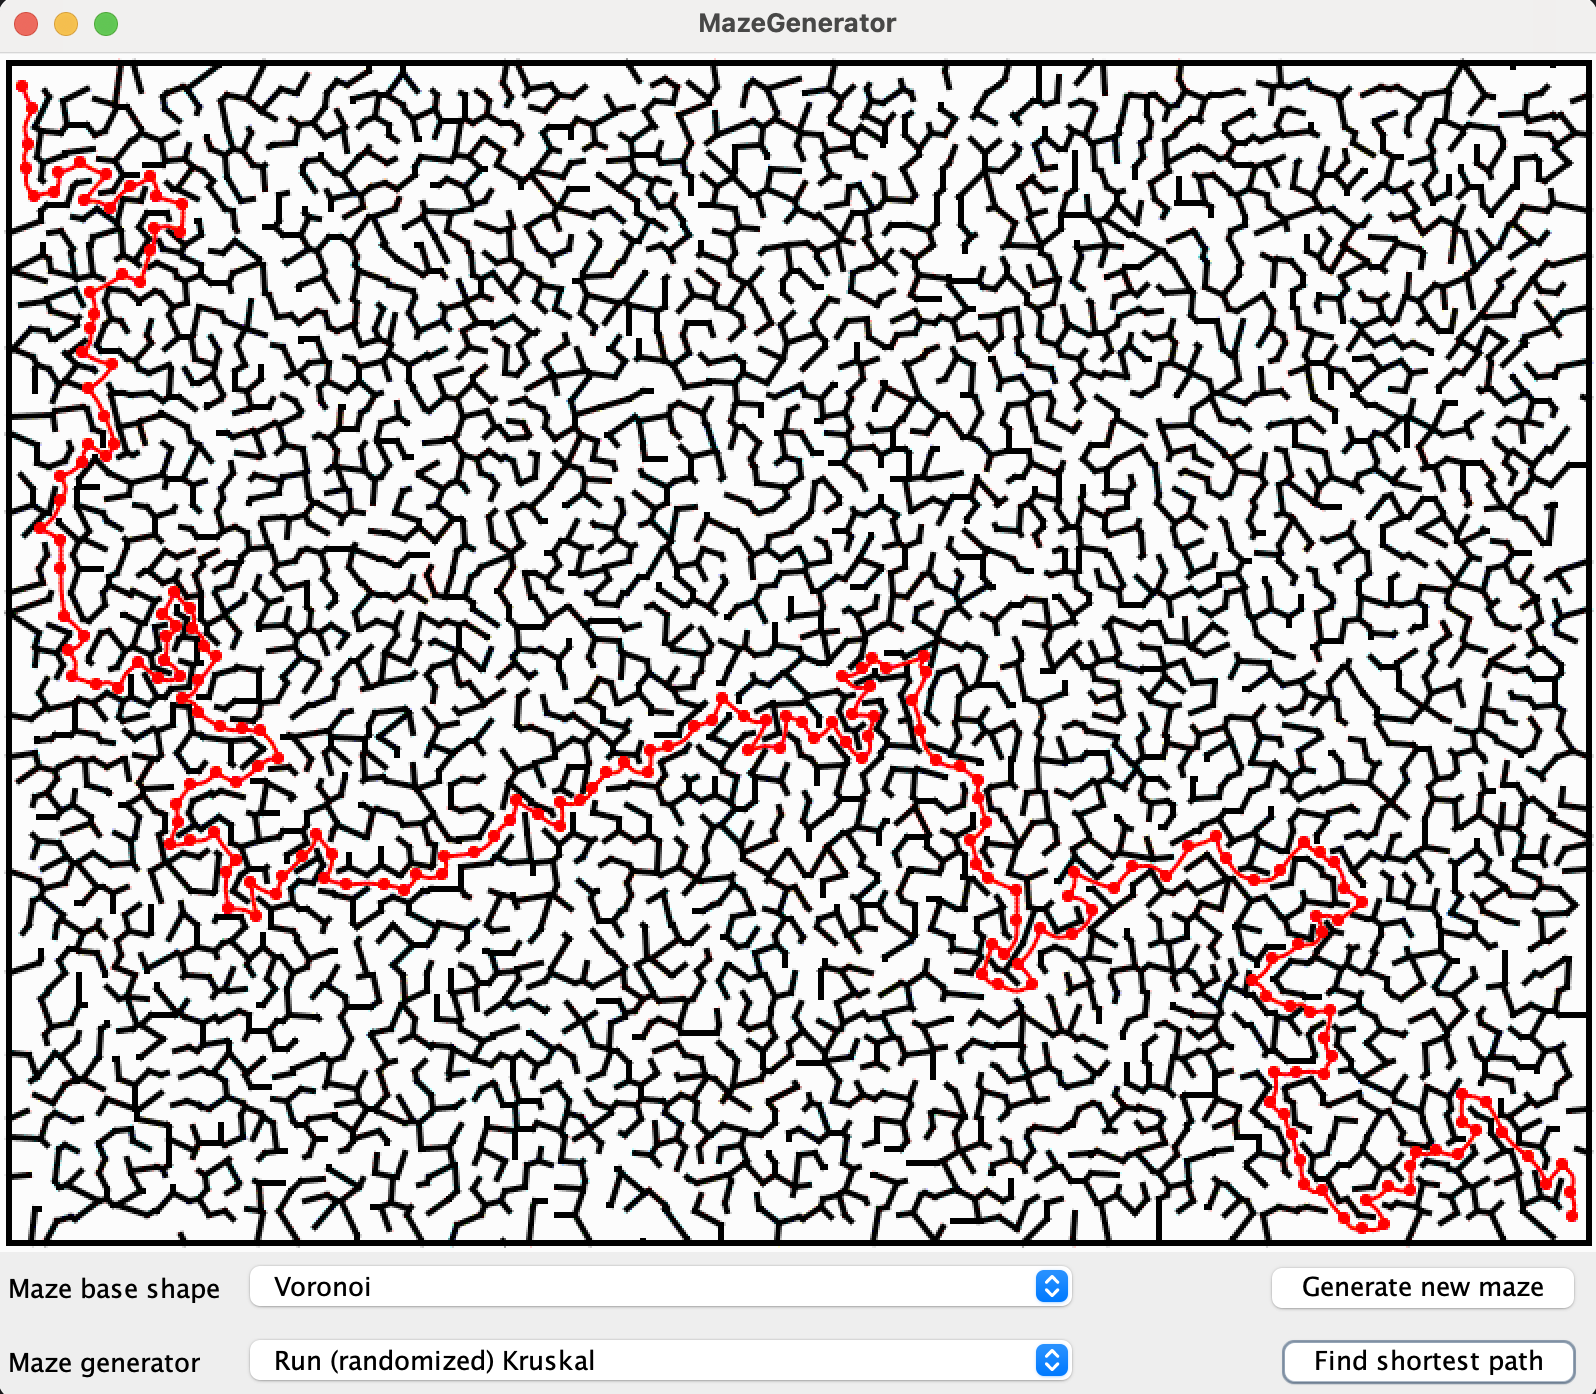 MazeGenerator
Maze base shape
Voronoi
Generate new maze
Maze generator
Run (randomized) Kruskal
Find shortest path